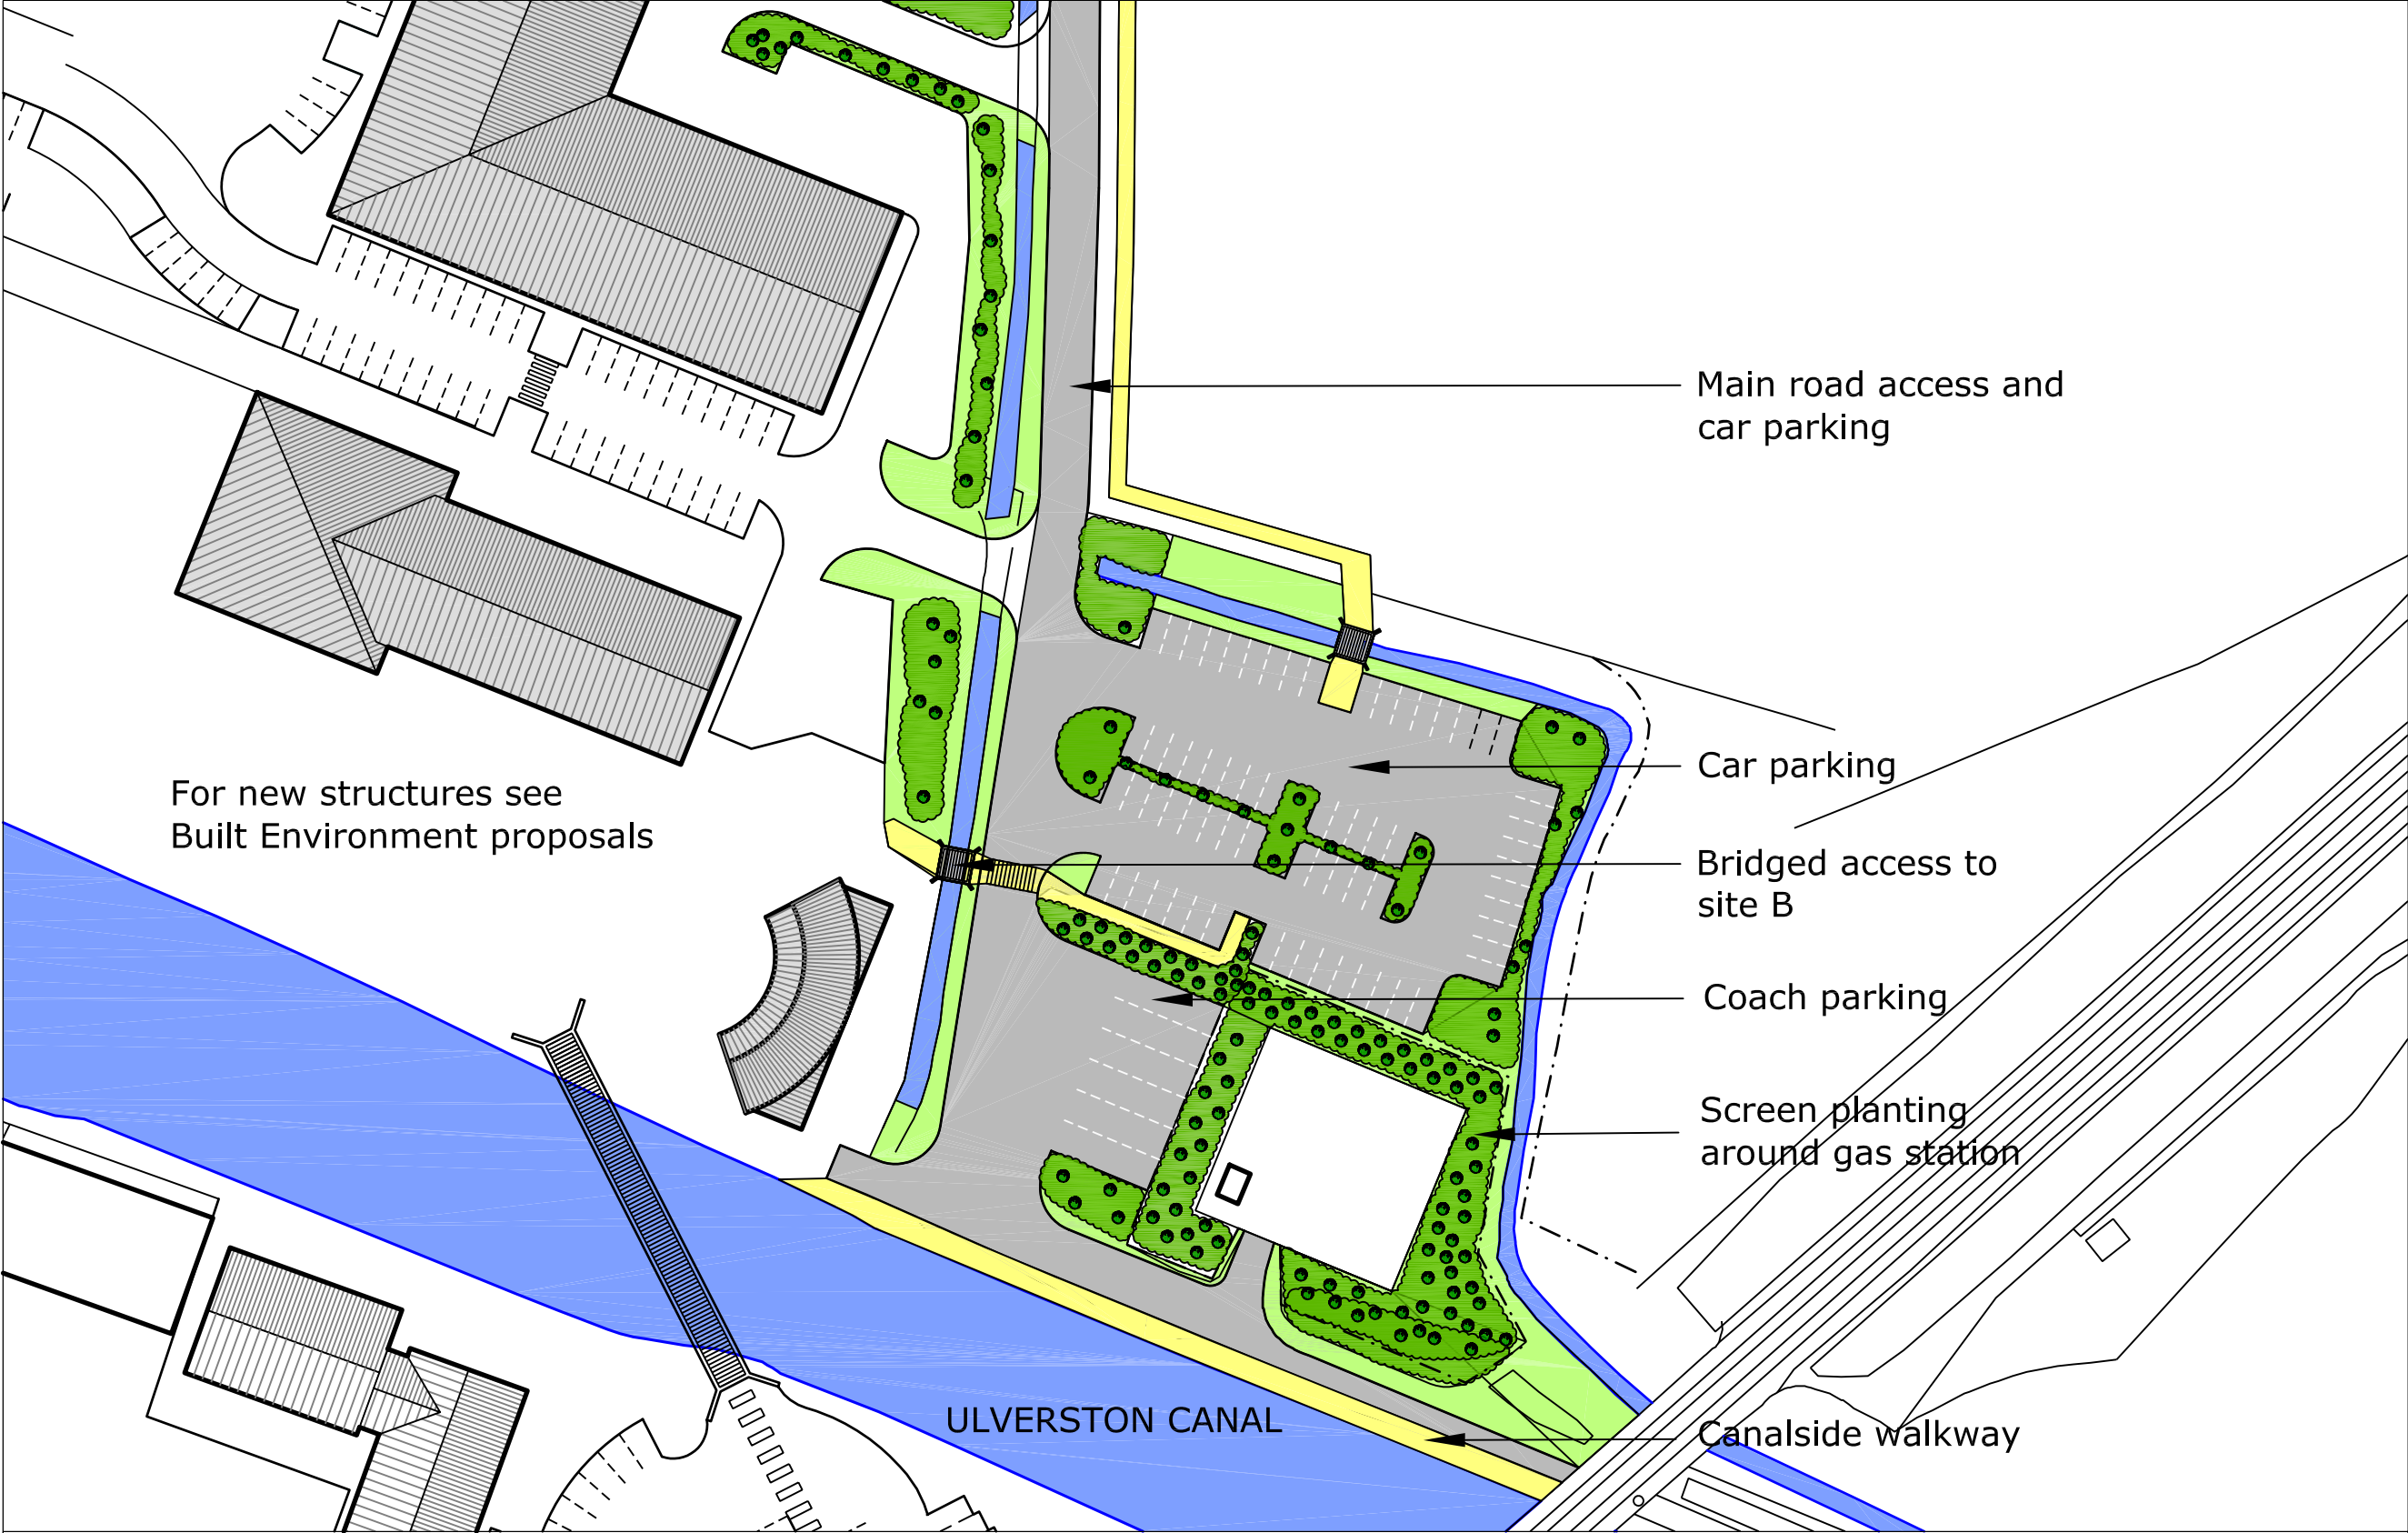 Main road access and
car parking
Car parking
For new structures see
Built Environment proposals
Bridged access to
site B
Coach parking
Screen planting
around gas station
ULVERSTON CANAL
Canalside walkway